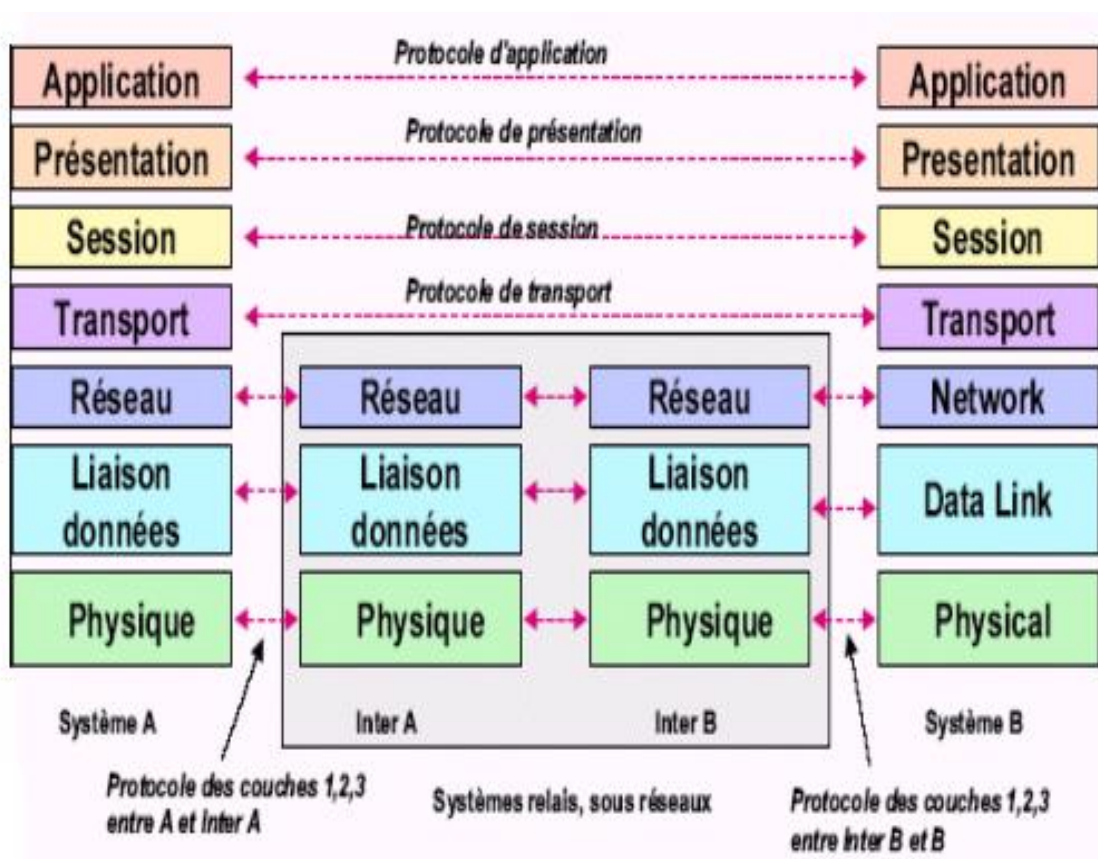 Protocole d'application
Application
Application
Protocole de présentation
Présentation
Presentation
Protocole de session
Session
Session
Protocole de transport
Transport
Transport
Réseau
Réseau
Réseau
Network
Liaison
données
Liaison
données
Liaison
données
Data Link
Physique
Physique
Physique
Physical
Système A
Inter A
Inter B
Système B
Protocole des couches 1,2,3
entre A et Inter A
Systèmes relais, sous réseaux
Protocole des couches 1,2,3
entre Inter B et B